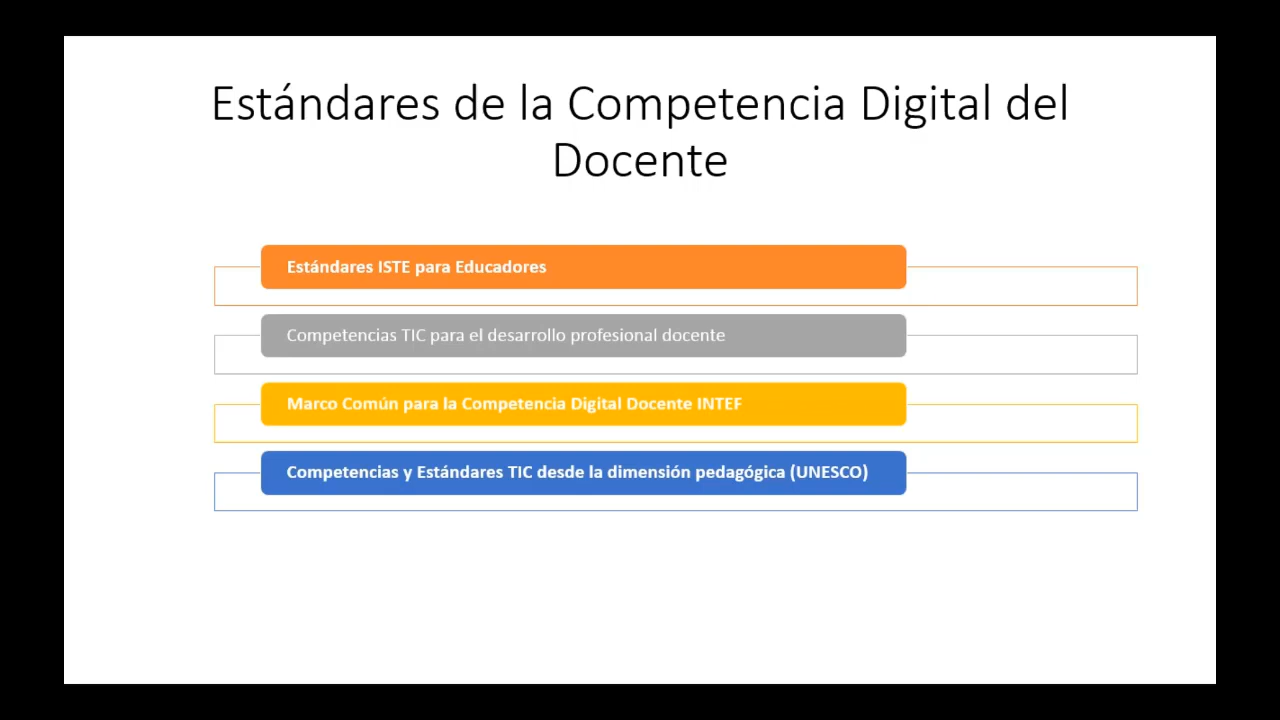 Estándares de la Competencia Digital del
Docente
Estándares ISTE para Educadores
Competencias TIC para el desarrollo profesional docente
Marco Común para la Competencia Digital Docente INTEF
Competencias y Estándares TIC desde la dimensión pedagógica (UNESCO)